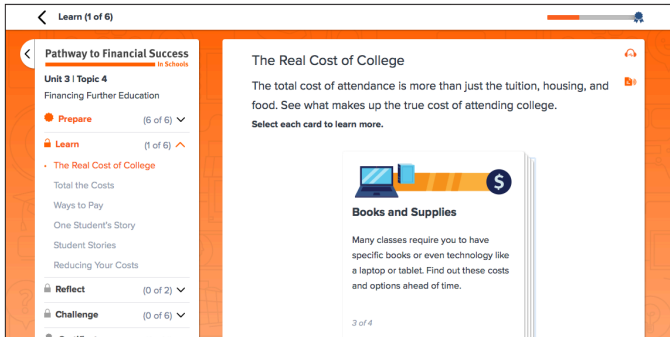 Learn (1 of 6)
Pathway to Financial Success
In Schools
Unit 3 | Topic 4
Financing Further Education
Prepare (6 of 6)
Learn (1 of 6)
The Real Cost of College
Total the Costs
Ways to Pay
One Student's Story
Student Stories
Reducing Your Costs
Reflect (0 of 2)
Challenge (0 of 6)
The Real Cost of College
The total cost of attendance is more than just the tuition, housing, and
food. See what makes up the true cost of attending college.
Select each card to learn more.
$
Books and Supplies
Many classes require you to have
specific books or even technology like
a laptop or tablet. Find out these costs
and options ahead of time.
3 of 4